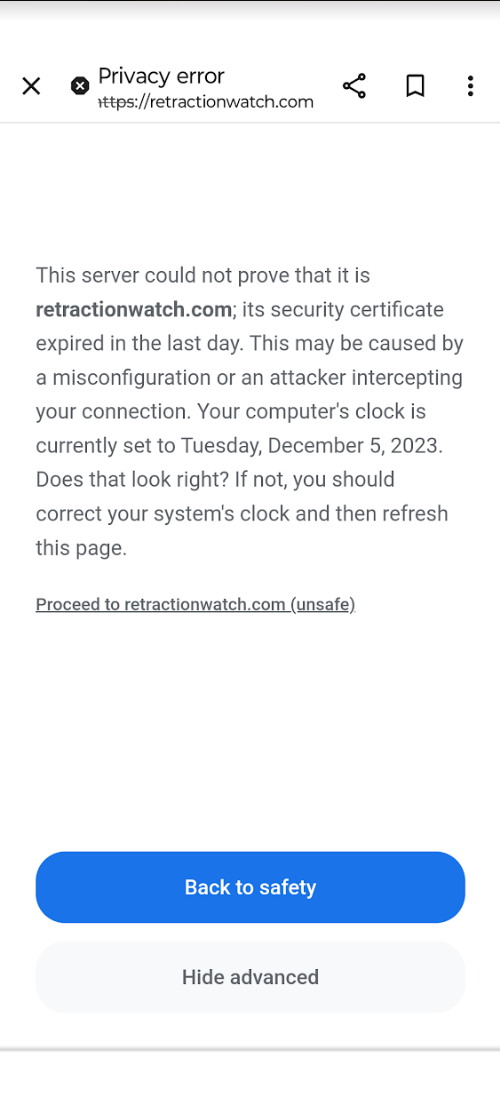 Privacy error
https://retractionwatch.com
This server could not prove that it is
retractionwatch.com; its security certificate
expired in the last day. This may be caused by
a misconfiguration or an attacker intercepting
your connection. Your computer's clock is
currently set to Tuesday, December 5, 2023.
Does that look right? If not, you should
correct your system's clock and then refresh
this page.
Proceed to retractionwatch.com (unsafe)
Back to safety
Hide advanced